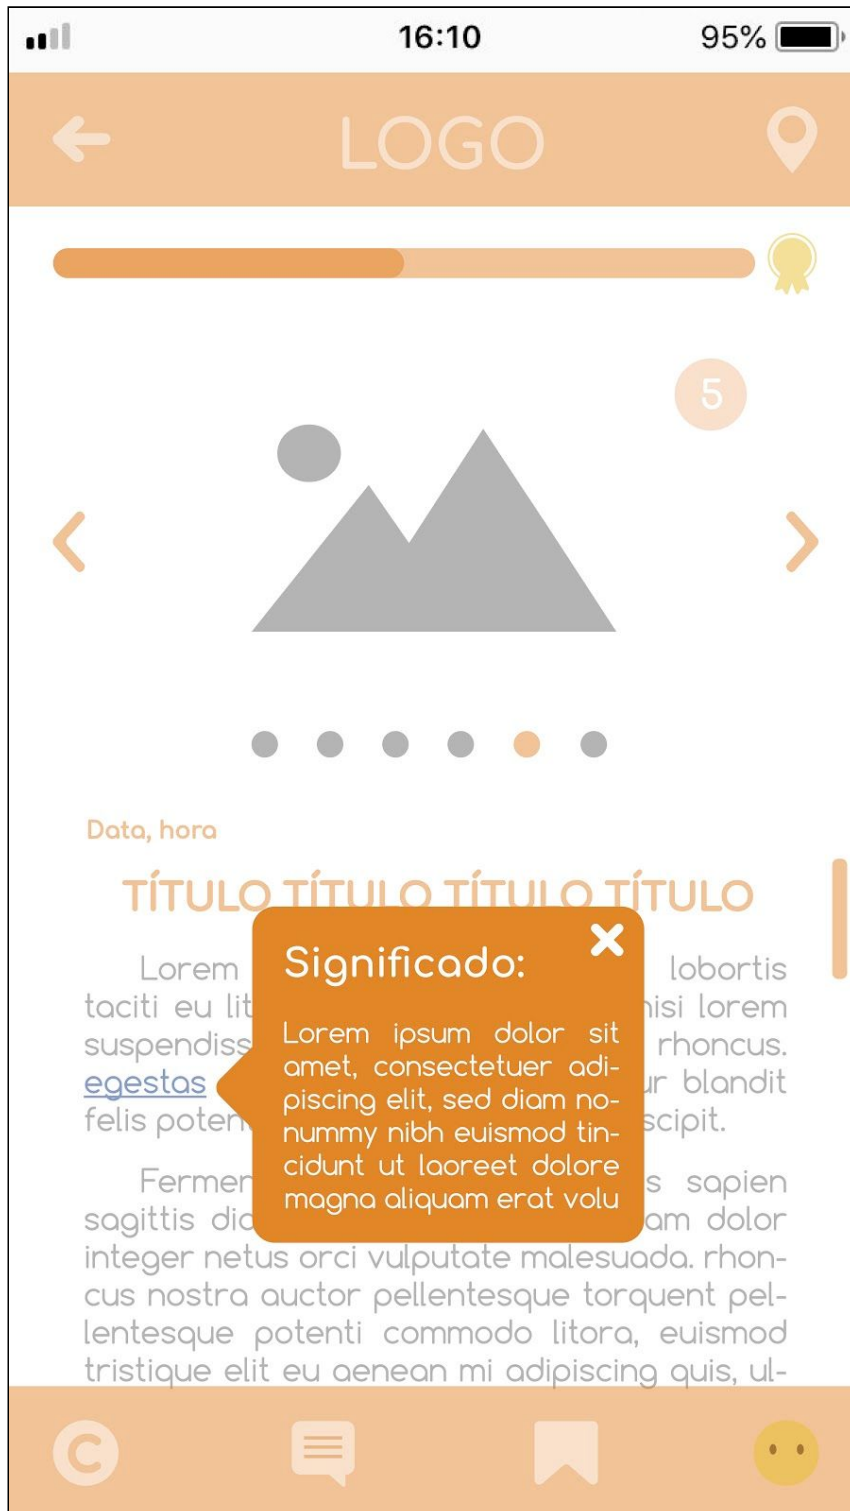 16:10
95%
LOGO
5
Data, hora
TÍTULO TÍTULO TÍTULO TÍTULO
Significado:
Lorem ipsum dolor sit
amet, consectetuer adi-
piscing elit, sed diam no-
nummy nibh euismod tin-
cidunt ut laoreet dolore
magna aliquam erat volu
Lorem lobortis
taciti eu lit nisi lorem
suspendiss rhoncus.
egestas blandit
felis poten scipit.
Fermen s sapien
sagittis dic am dolor
integer netus orci vulputate malesuada. rhon-
cus nostra auctor pellentesque torquent pel-
lentesque potenti commodo litora, euismod
tristique elit eu aenean mi adipiscing quis, ul-
C